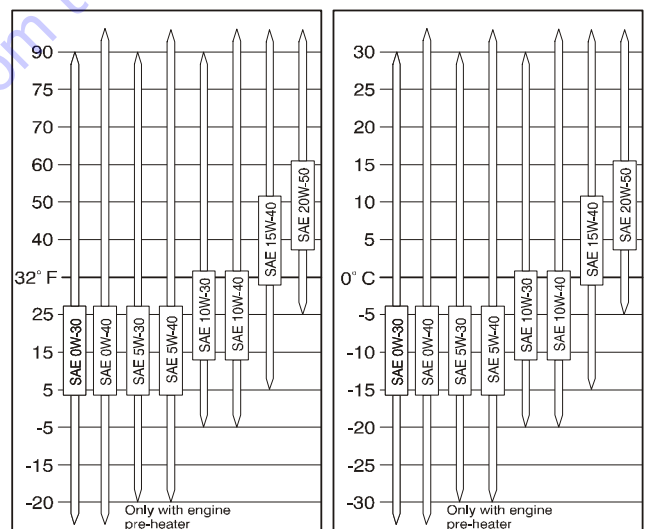 om t
90
75
70
60
50
40
32° F
25
15
5
-5
-15
-20
SAE 0W-30
SAE 0W-40
SAE 5W-30
SAE 5W-40
SAE 10W-30
SAE 10W-40
SAE 15W-40
SAE 20W-50
Only with engine
pre-heater
30
25
20
15
10
5
0° C
-5
-10
-15
-20
-25
-30
SAE 0W-30
SAE 0W-40
SAE 5W-30
SAE 5W-40
SAE 10W-30
SAE 10W-40
SAE 15W-40
SAE 20W-50
Only with engine
pre-heater